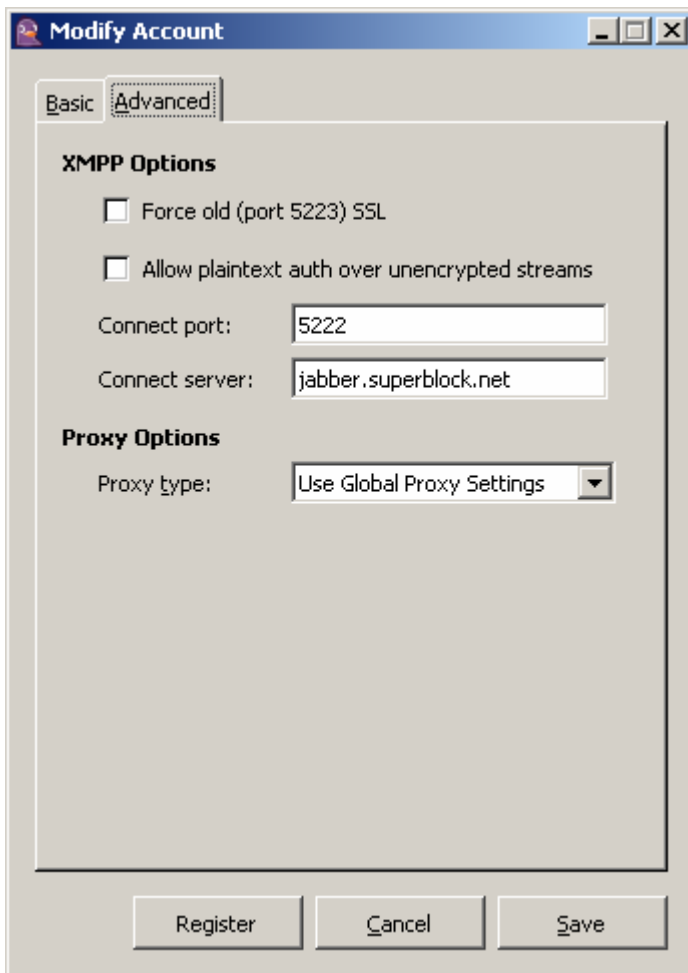 Modify Account
Basic Advanced
XMPP Options
Force old (port 5223) SSL
Allow plaintext auth over unencrypted streams
Connect port: 5222
Connect server: jabber.superblock.net
Proxy Options
Proxy type: Use Global Proxy Settings
Register Cancel Save